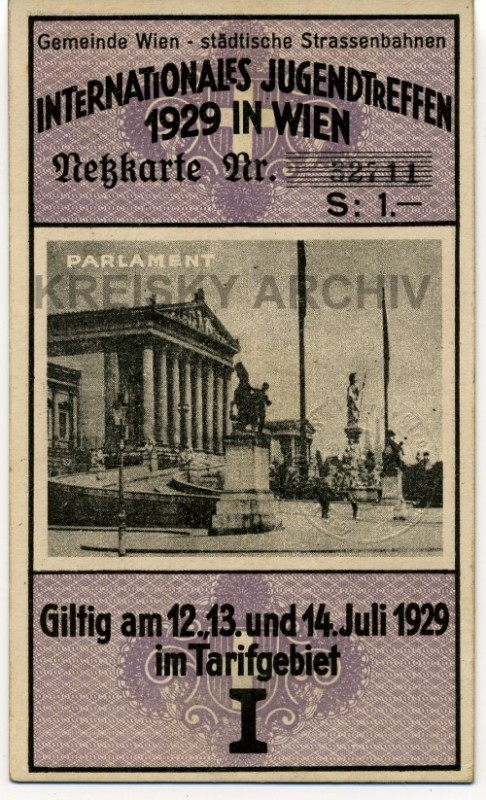 Gemeinde Wien - städtische Strassenbahnen
INTERNATIONALES JUGENDTREFFEN
1929 IN WIEN
Netzkarte Nr. 32711
S: 1.—
PARLAMENT
KREISKY ARCHIV
Giltig am 12., 13. und 14. Juli 1929
im Tarifgebiet
I